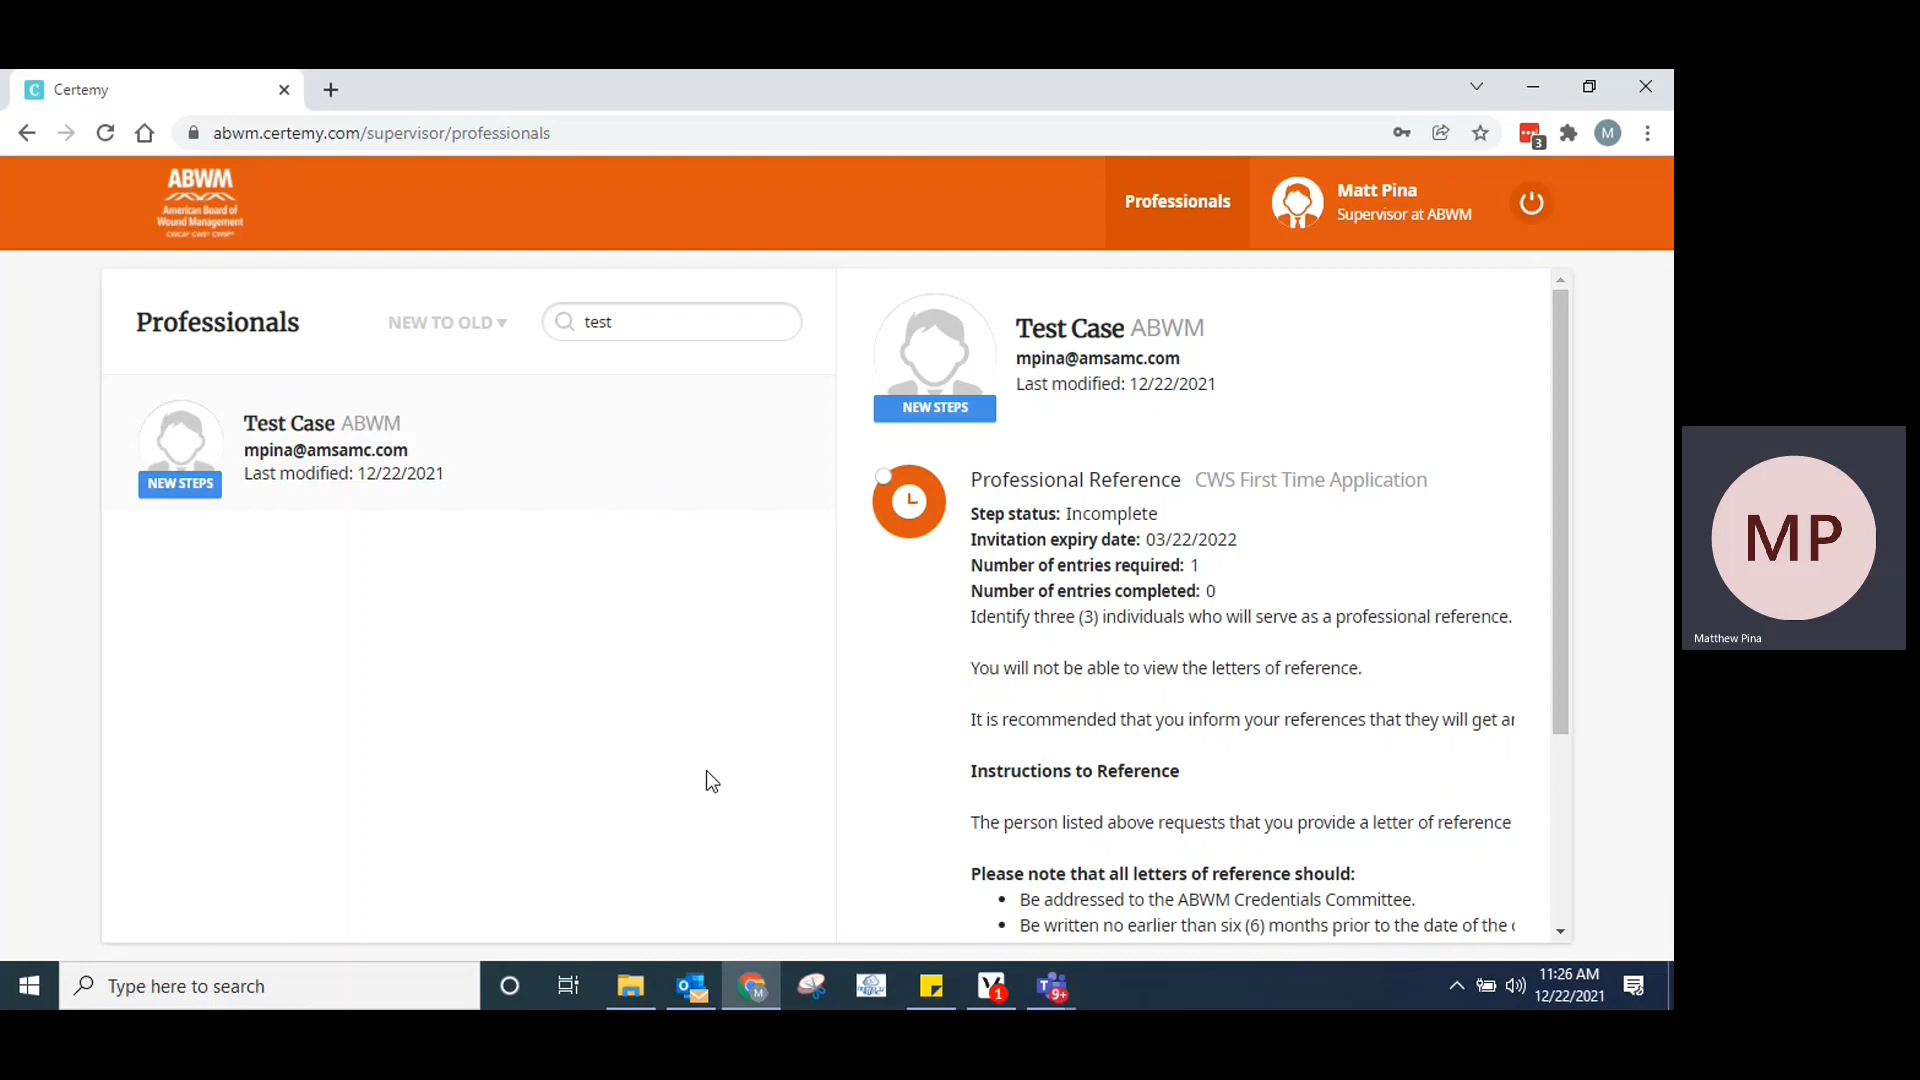 Certemy
abwm.certemy.com/supervisor/professionals
3
M
ABWM
American Board of
Wound Management
Professionals
Matt Pina
Supervisor at ABWM
Professionals
NEW TO OLD
test
Test Case ABWM
mpina@amsamc.com
Last modified: 12/22/2021
NEW STEPS
Test Case ABWM
mpina@amsamc.com
Last modified: 12/22/2021
NEW STEPS
Professional Reference CWS First Time Application
Step status: Incomplete
Invitation expiry date: 03/22/2022
Number of entries required: 1
Number of entries completed: 0
Identify three (3) individuals who will serve as a professional reference.
You will not be able to view the letters of reference.
It is recommended that you inform your references that they will get
Instructions to Reference
The person listed above requests that you provide a letter of reference
Please note that all letters of reference should:
• Be addressed to the ABWM Credentials Committee.
• Be written no earlier than six (6) months prior to the date of the
MP
Matthew Pina
Type here to search
M
1
9+
11:26 AM
12/22/2021